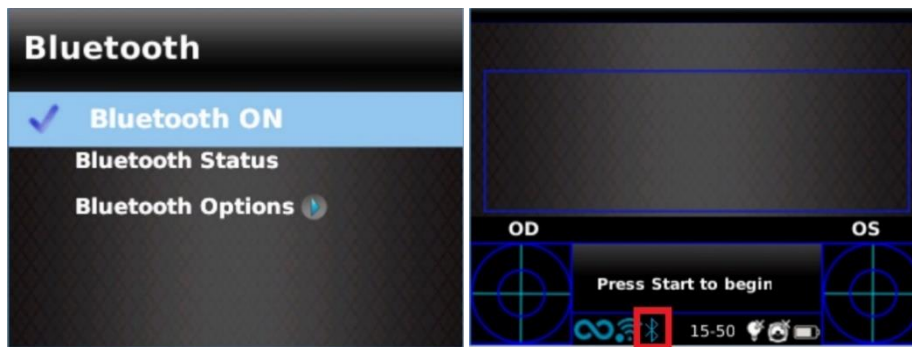 Bluetooth
Bluetooth ON
Bluetooth Status
Bluetooth Options
OD
OS
Press Start to begin
15-50